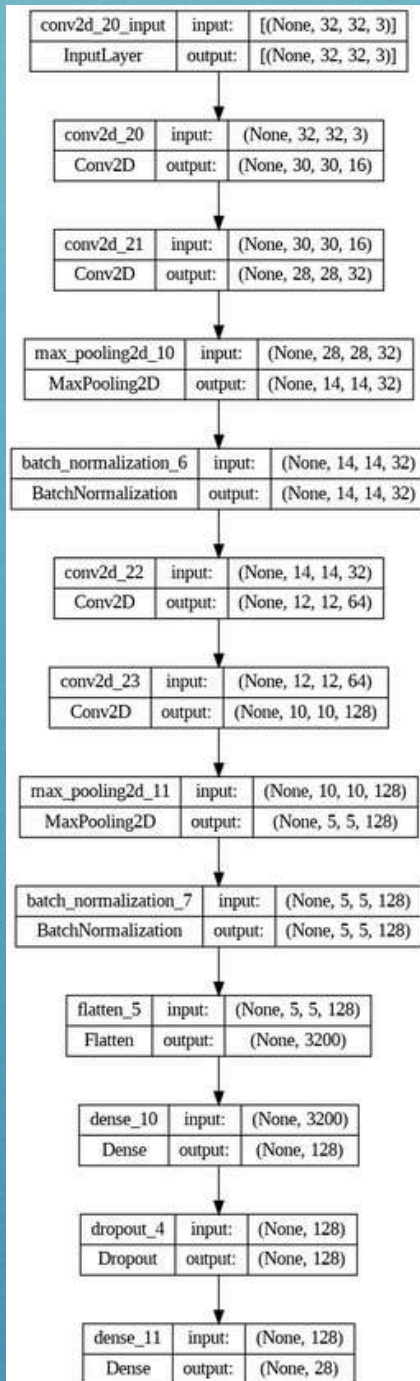 conv2d_20_input input: [(None, 32, 32, 3)]
InputLayer output: [(None, 32, 32, 3)]
conv2d_20 input: (None, 32, 32, 3)
Conv2D output: (None, 30, 30, 16)
conv2d_21 input: (None, 30, 30, 16)
Conv2D output: (None, 28, 28, 32)
max_pooling2d_10 input: (None, 28, 28, 32)
MaxPooling2D output: (None, 14, 14, 32)
batch_normalization_6 input: (None, 14, 14, 32)
BatchNormalization output: (None, 14, 14, 32)
conv2d_22 input: (None, 14, 14, 32)
Conv2D output: (None, 12, 12, 64)
conv2d_23 input: (None, 12, 12, 64)
Conv2D output: (None, 10, 10, 128)
max_pooling2d_11 input: (None, 10, 10, 128)
MaxPooling2D output: (None, 5, 5, 128)
batch_normalization_7 input: (None, 5, 5, 128)
BatchNormalization output: (None, 5, 5, 128)
flatten_5 input: (None, 5, 5, 128)
Flatten output: (None, 3200)
dense_10 input: (None, 3200)
Dense output: (None, 128)
dropout_4 input: (None, 128)
Dropout output: (None, 128)
dense_11 input: (None, 128)
Dense output: (None, 28)